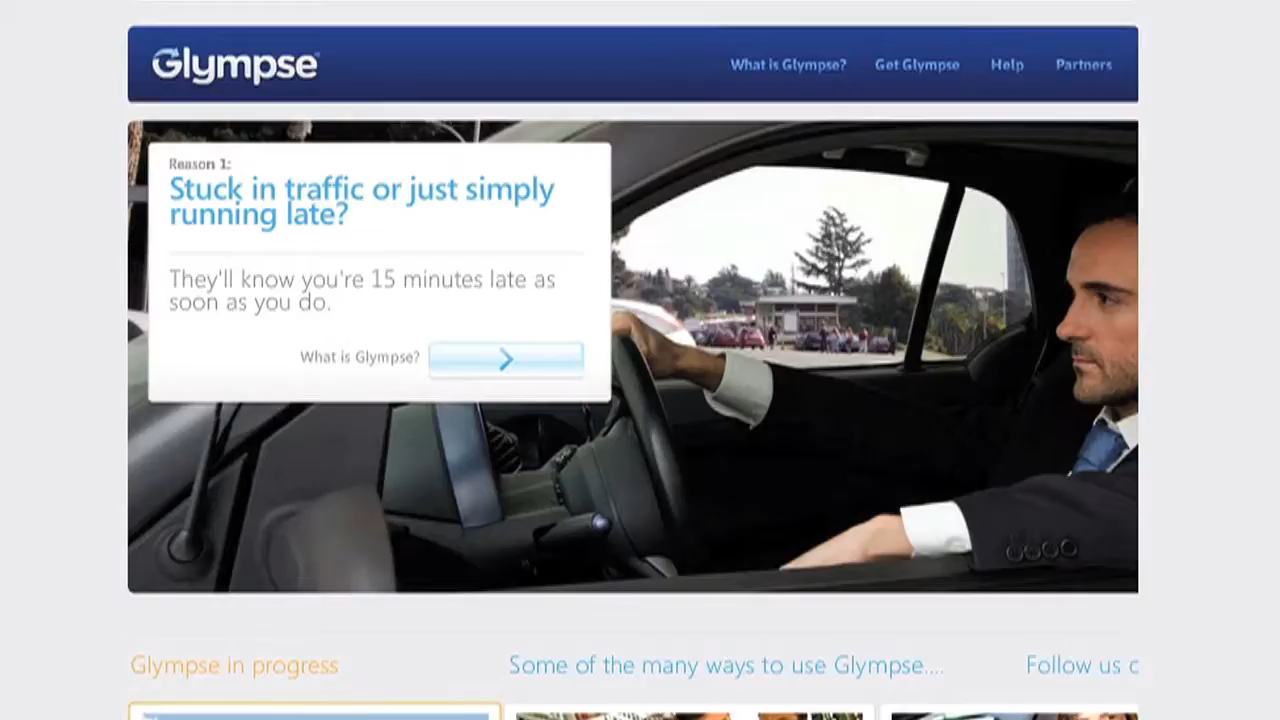 Glympse
What is Glympse?
Get Glympse
Help
Partners
Reason 1:
Stuck in traffic or just simply
running late?
They'll know you're 15 minutes late as
soon as you do.
What is Glympse?
Glympse in progress
Some of the many ways to use Glympse....
Follow us